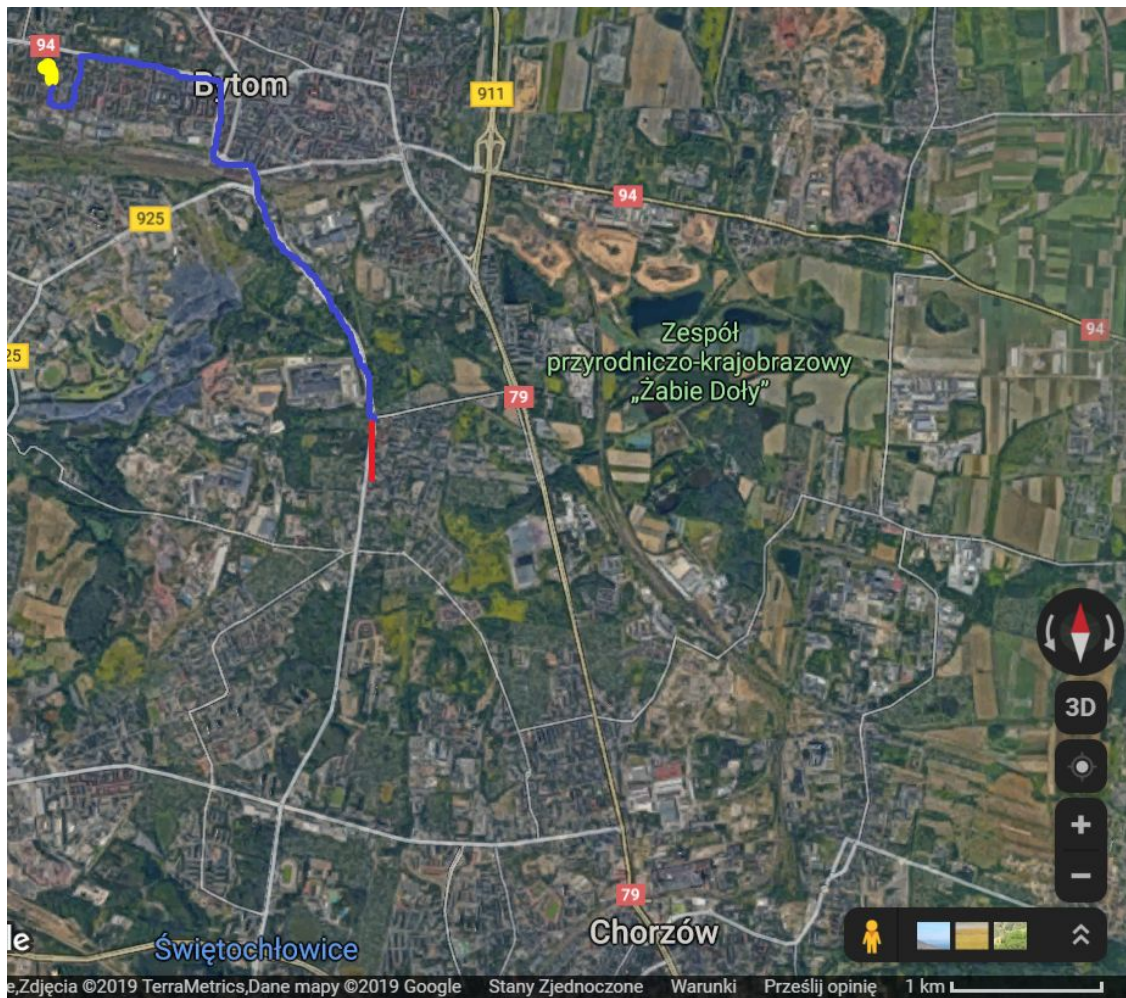 94
Bytom
911
94
925
Zespół
przyrodniczo-krajobrazowy
„Żabie Doły”
94
25
79
3D
79
Chorzów
le
Świętochłowice
e,Zdjęcia ©2019 TerraMetrics,Dane mapy ©2019 Google Stany Zjednoczone Warunki Prześlij opinię 1 km